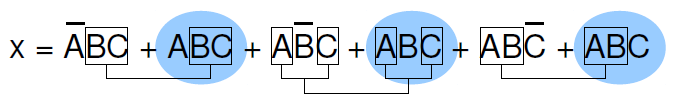 x = A̅BC + ABC + AB̅C + ABC + ABC̅ + ABC